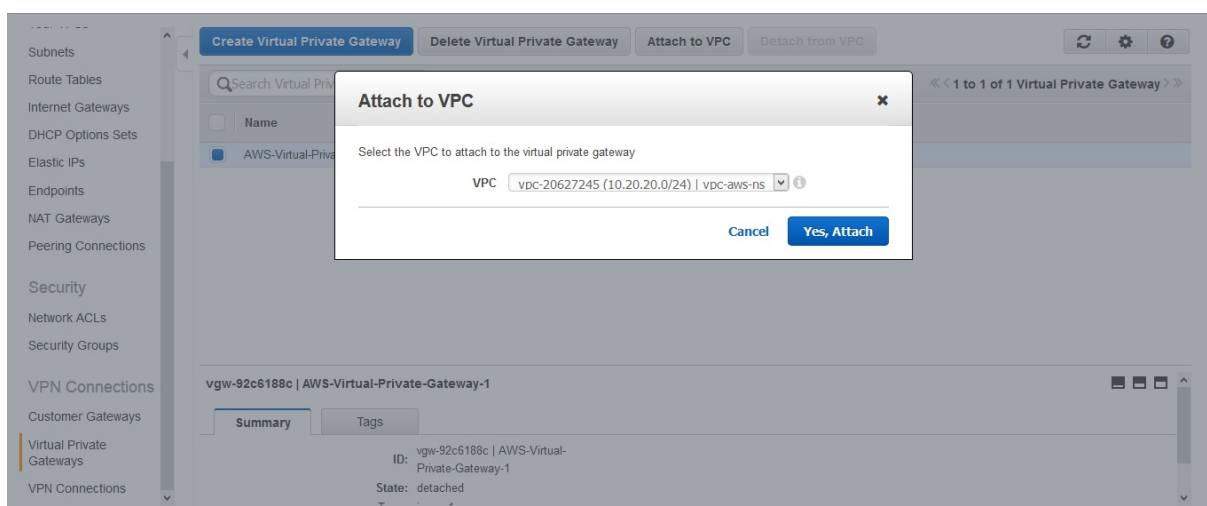 Subnets
Route Tables
Internet Gateways
DHCP Options Sets
Elastic IPs
Endpoints
NAT Gateways
Peering Connections
Security
Network ACLs
Security Groups
VPN Connections
Customer Gateways
Virtual Private
Gateways
VPN Connections
Create Virtual Private Gateway
Delete Virtual Private Gateway
Attach to VPC
Detach from VPC
Search Virtual Priv
1 to 1 of 1 Virtual Private Gateway
Name
AWS-Virtual-Priva
Attach to VPC
Select the VPC to attach to the virtual private gateway
VPC vpc-20627245 (10.20.20.0/24) | vpc-aws-ns
Cancel Yes, Attach
vgw-92c6188c | AWS-Virtual-Private-Gateway-1
Summary Tags
ID: vgw-92c6188c | AWS-Virtual-
Private-Gateway-1
State: detached